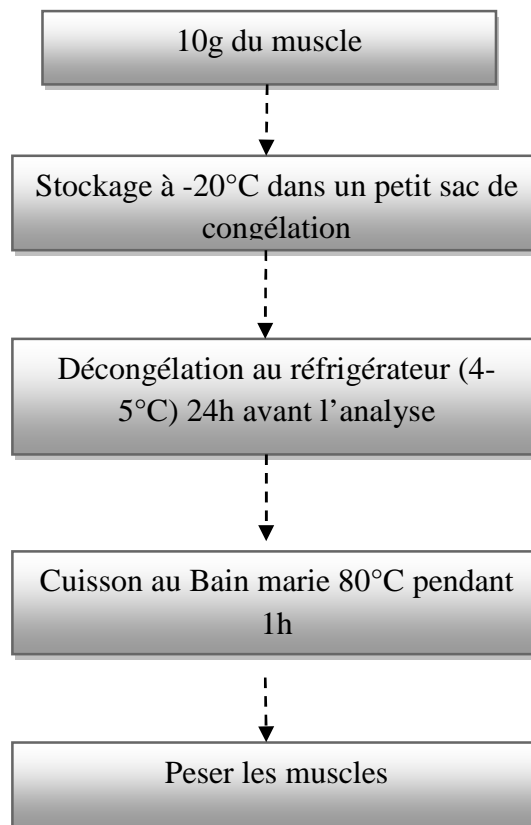 10g du muscle
Stockage à -20°C dans un petit sac de
congélation
Décongélation au réfrigérateur (4-
5°C) 24h avant l’analyse
Cuisson au Bain marie 80°C pendant
1h
Peser les muscles